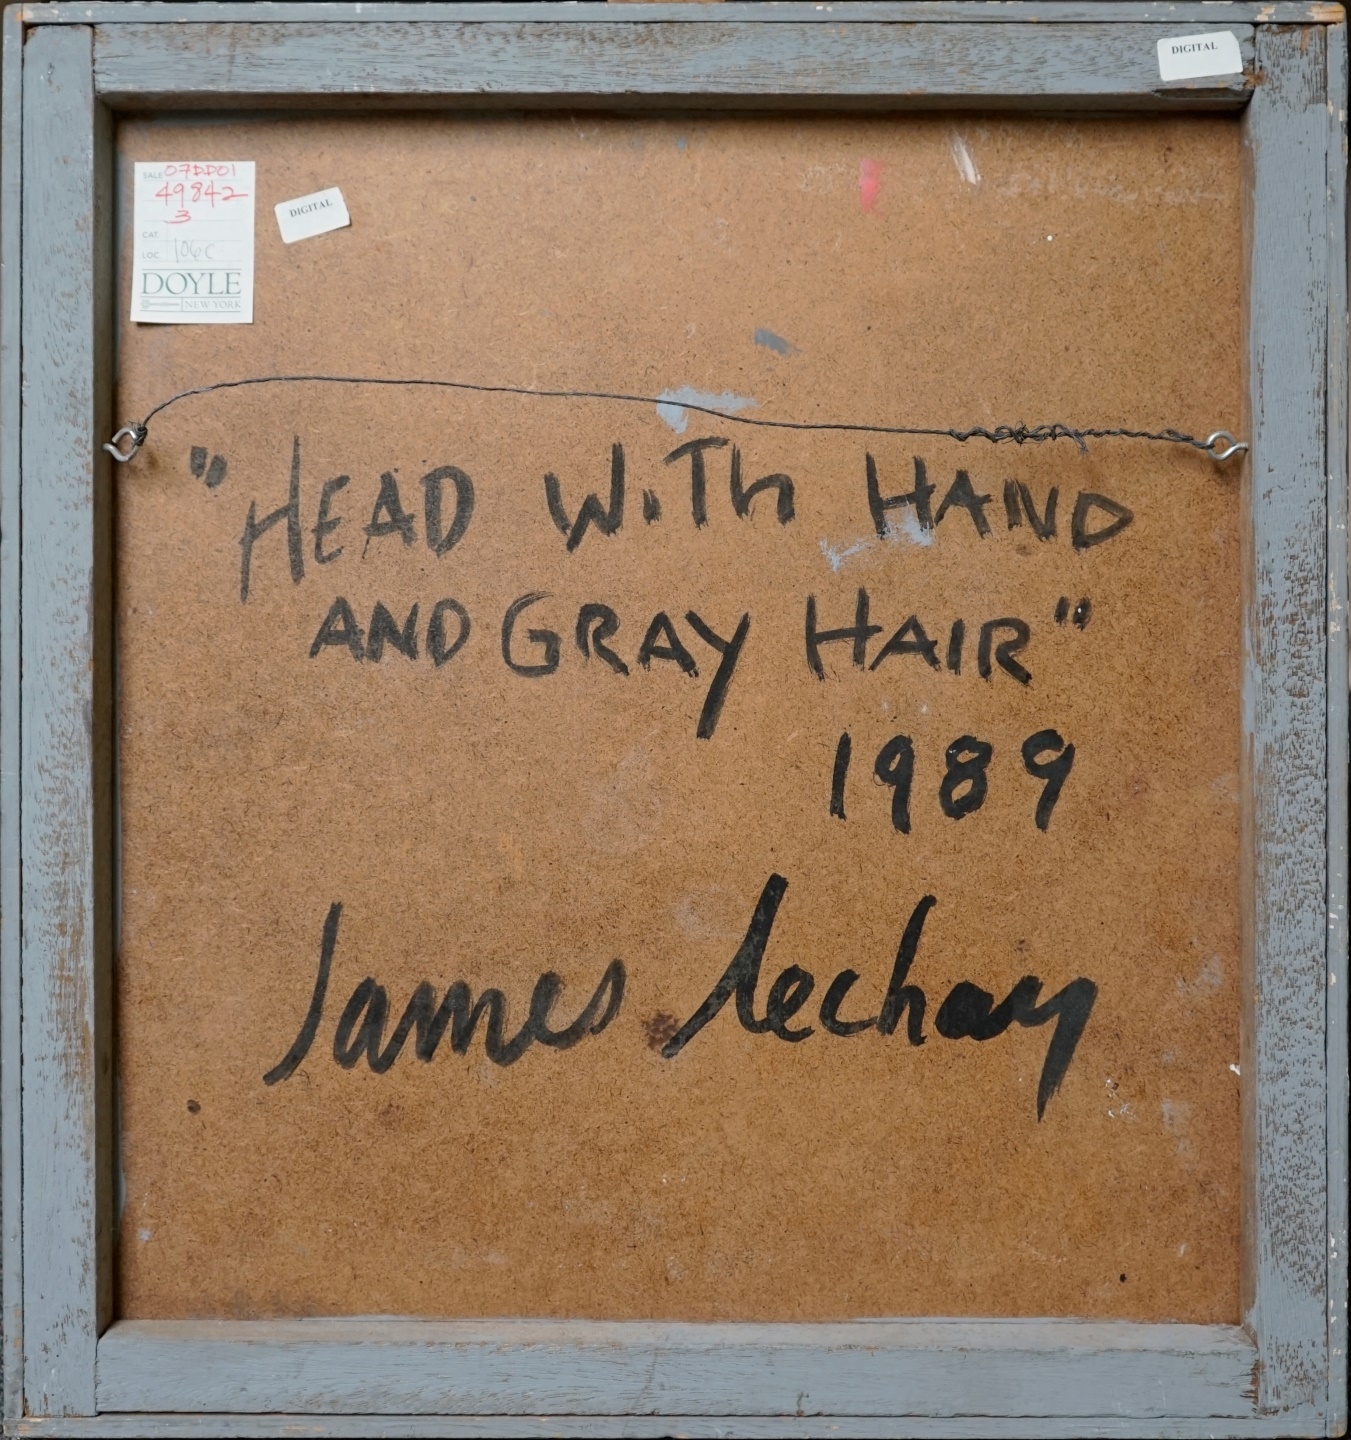 DIGITAL
SALE 07DD01
49842
3
CAT
LOC. 106C
DOYLE
NEW YORK
DIGITAL
"HEAD WiTh HAND
AND GRAY HAIR"
1989
James Lechay